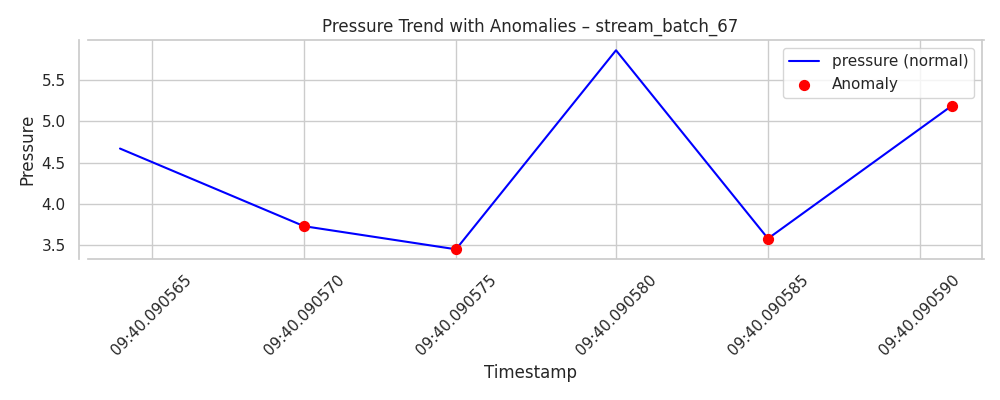 Pressure Trend with Anomalies – stream_batch_67
pressure (normal)
Anomaly
Pressure
5.5
5.0
4.5
4.0
3.5
09:40.090565
09:40.090570
09:40.090575
09:40.090580
09:40.090585
09:40.090590
Timestamp